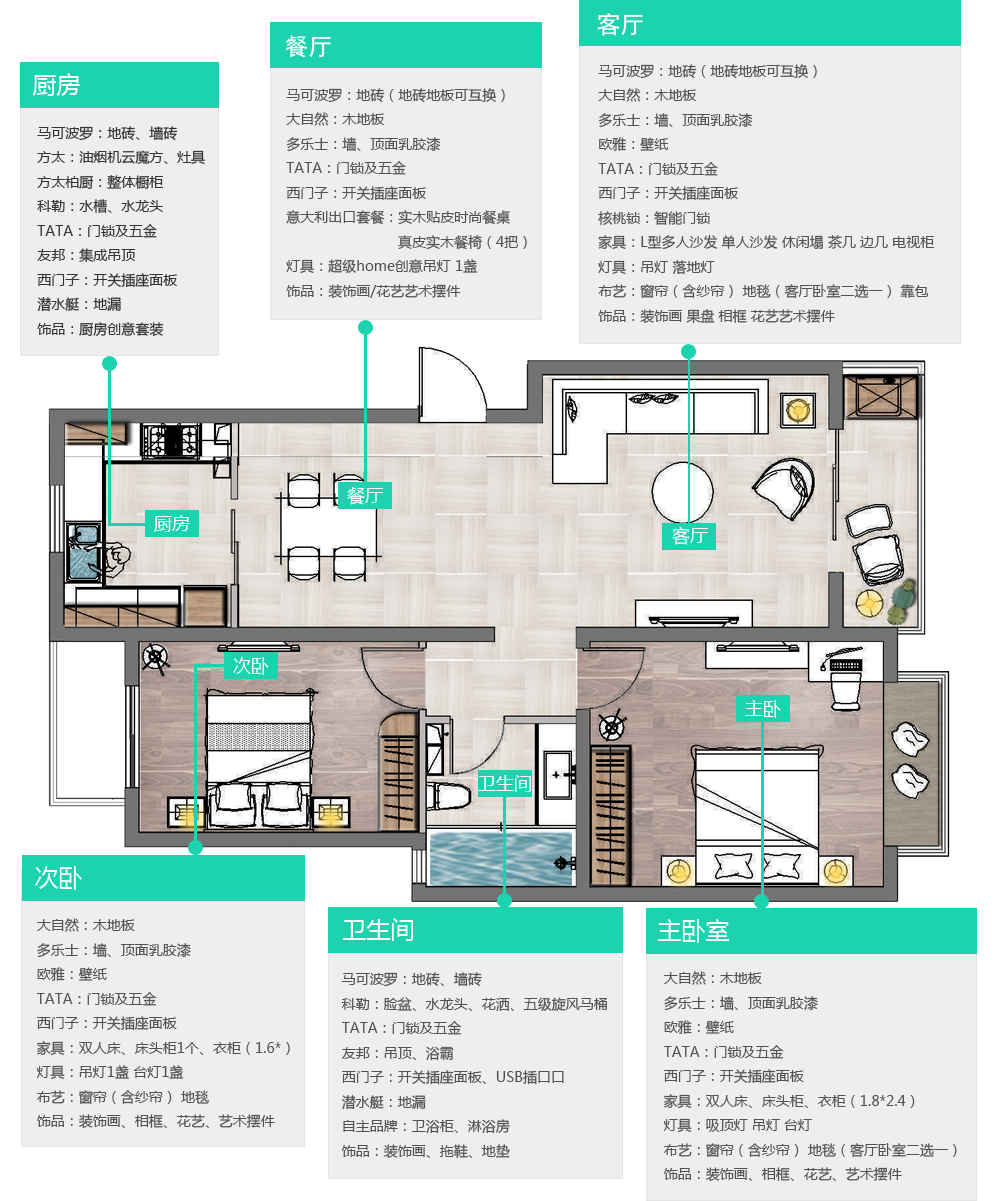 厨房
马可波罗：地砖、墙砖
方太：油烟机云魔方、灶具
方太柏厨：整体橱柜
科勒：水槽、水龙头
TATA：门锁及五金
友邦：集成吊顶
西门子：开关插座面板
潜水艇：地漏
饰品：厨房创意套装
餐厅
马可波罗：地砖（地砖地板可互换）
大自然：木地板
多乐士：墙、顶面乳胶漆
TATA：门锁及五金
西门子：开关插座面板
意大利出口套餐：实木贴皮时尚餐桌
真皮实木餐椅（4把）
灯具：超级home创意吊灯 1盏
饰品：装饰画/花艺艺术摆件
客厅
马可波罗：地砖（地砖地板可互换）
大自然：木地板
多乐士：墙、顶面乳胶漆
欧雅：壁纸
TATA：门锁及五金
西门子：开关插座面板
核桃锁：智能门锁
家具：L型多人沙发 单人沙发 休闲塌 茶几 边几 电视柜
灯具：吊灯 落地灯
布艺：窗帘（含纱帘） 地毯（客厅卧室二选一） 靠包
饰品：装饰画 果盘 相框 花艺艺术摆件
餐厅
厨房
客厅
次卧
主卧
卫生间
次卧
大自然：木地板
多乐士：墙、顶面乳胶漆
欧雅：壁纸
TATA：门锁及五金
西门子：开关插座面板
家具：双人床、床头柜1个、衣柜（1.6*）
灯具：吊灯1盏 台灯1盏
布艺：窗帘（含纱帘） 地毯
饰品：装饰画、相框、花艺、艺术摆件
卫生间
马可波罗：地砖、墙砖
科勒：脸盆、水龙头、花洒、五级旋风马桶
TATA：门锁及五金
友邦：吊顶、浴霸
西门子：开关插座面板、USB插口口
潜水艇：地漏
自主品牌：卫浴柜、淋浴房
饰品：装饰画、拖鞋、地垫
主卧室
大自然：木地板
多乐士：墙、顶面乳胶漆
欧雅：壁纸
TATA：门锁及五金
西门子：开关插座面板
家具：双人床、床头柜、衣柜（1.8*2.4）
灯具：吸顶灯 吊灯 台灯
布艺：窗帘（含纱帘） 地毯（客厅卧室二选一）
饰品：装饰画、相框、花艺、艺术摆件